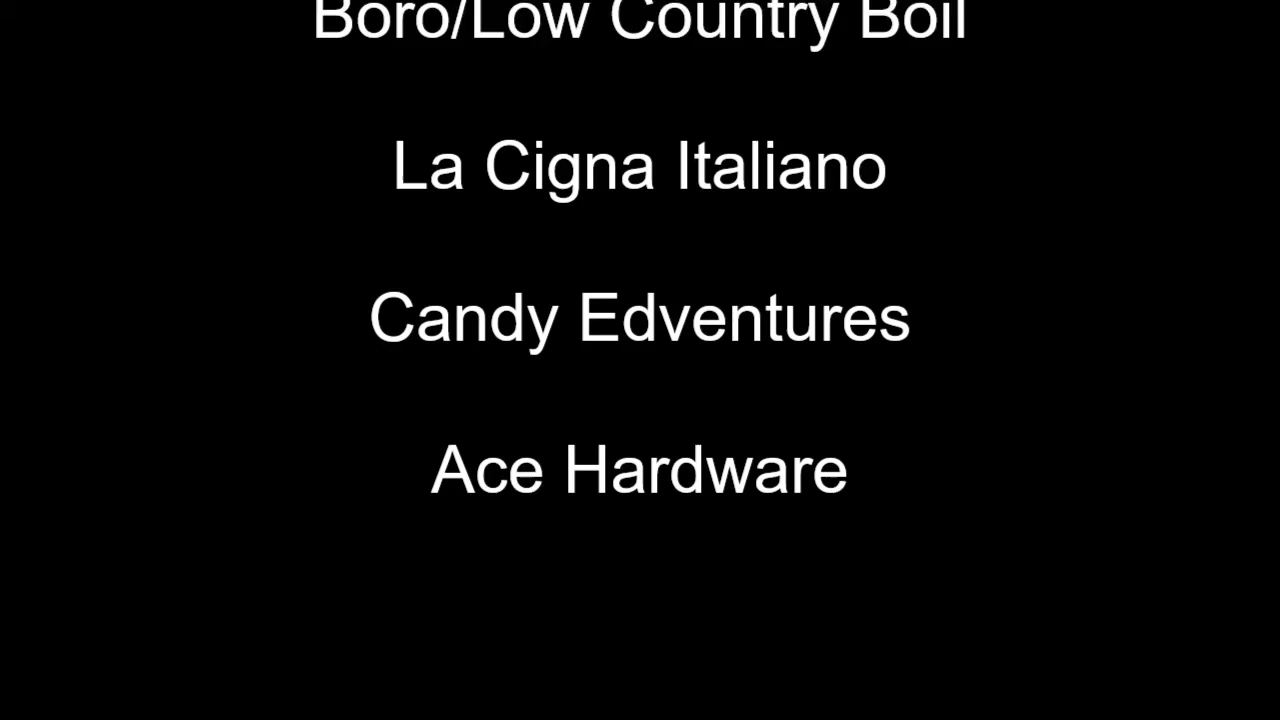 Boro/Low Country Boil
La Cigna Italiano
Candy Edventures
Ace Hardware